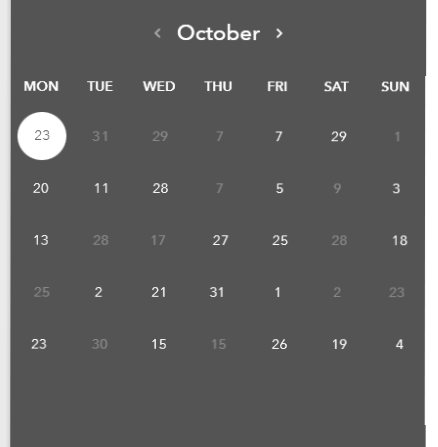 ‹ October ›
MON TUE WED THU FRI SAT SUN
23 31 29 7 7 29 1
20 11 28 7 5 9 3
13 28 17 27 25 28 18
25 2 21 31 1 2 23
23 30 15 15 26 19 4